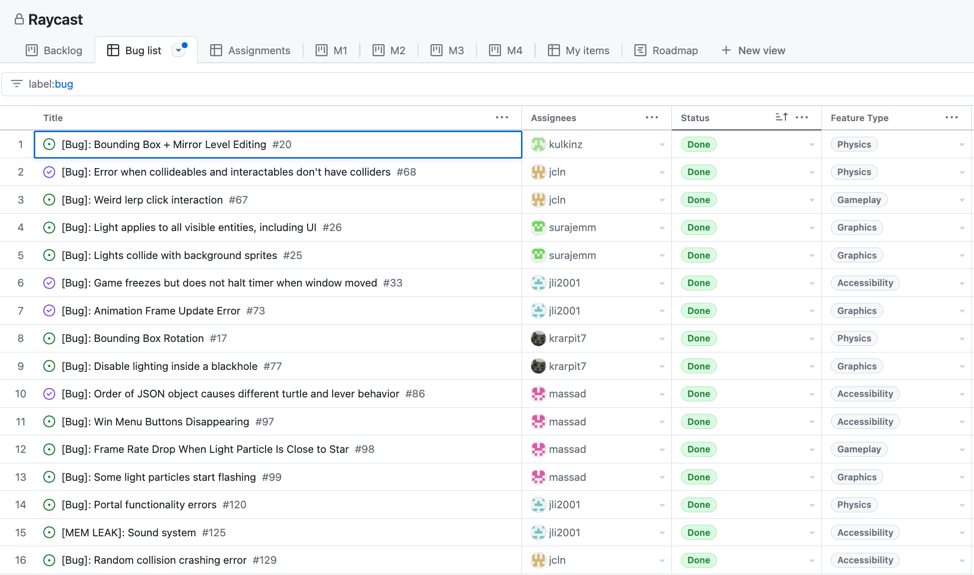 Raycast
Backlog Bug list Assignments M1 M2 M3 M4 My items Roadmap + New view
label:bug
Title Assignees Status Feature Type
1 [Bug]: Bounding Box + Mirror Level Editing #20 kulkinz Done Physics
2 [Bug]: Error when collideables and interactables don't have colliders #68 jcln Done Physics
3 [Bug]: Weird lerp click interaction #67 jcln Done Gameplay
4 [Bug]: Light applies to all visible entities, including UI #26 surajemm Done Graphics
5 [Bug]: Lights collide with background sprites #25 surajemm Done Graphics
6 [Bug]: Game freezes but does not halt timer when window moved #33 jli2001 Done Accessibility
7 [Bug]: Animation Frame Update Error #73 jli2001 Done Graphics
8 [Bug]: Bounding Box Rotation #17 krarpit7 Done Physics
9 [Bug]: Disable lighting inside a blackhole #77 krarpit7 Done Graphics
10 [Bug]: Order of JSON object causes different turtle and lever behavior #86 massad Done Accessibility
11 [Bug]: Win Menu Buttons Disappearing #97 massad Done Accessibility
12 [Bug]: Frame Rate Drop When Light Particle Is Close to Star #98 massad Done Gameplay
13 [Bug]: Some light particles start flashing #99 massad Done Graphics
14 [Bug]: Portal functionality errors #120 jli2001 Done Physics
15 [MEM LEAK]: Sound system #125 jli2001 Done Accessibility
16 [Bug]: Random collision crashing error #129 jcln Done Accessibility